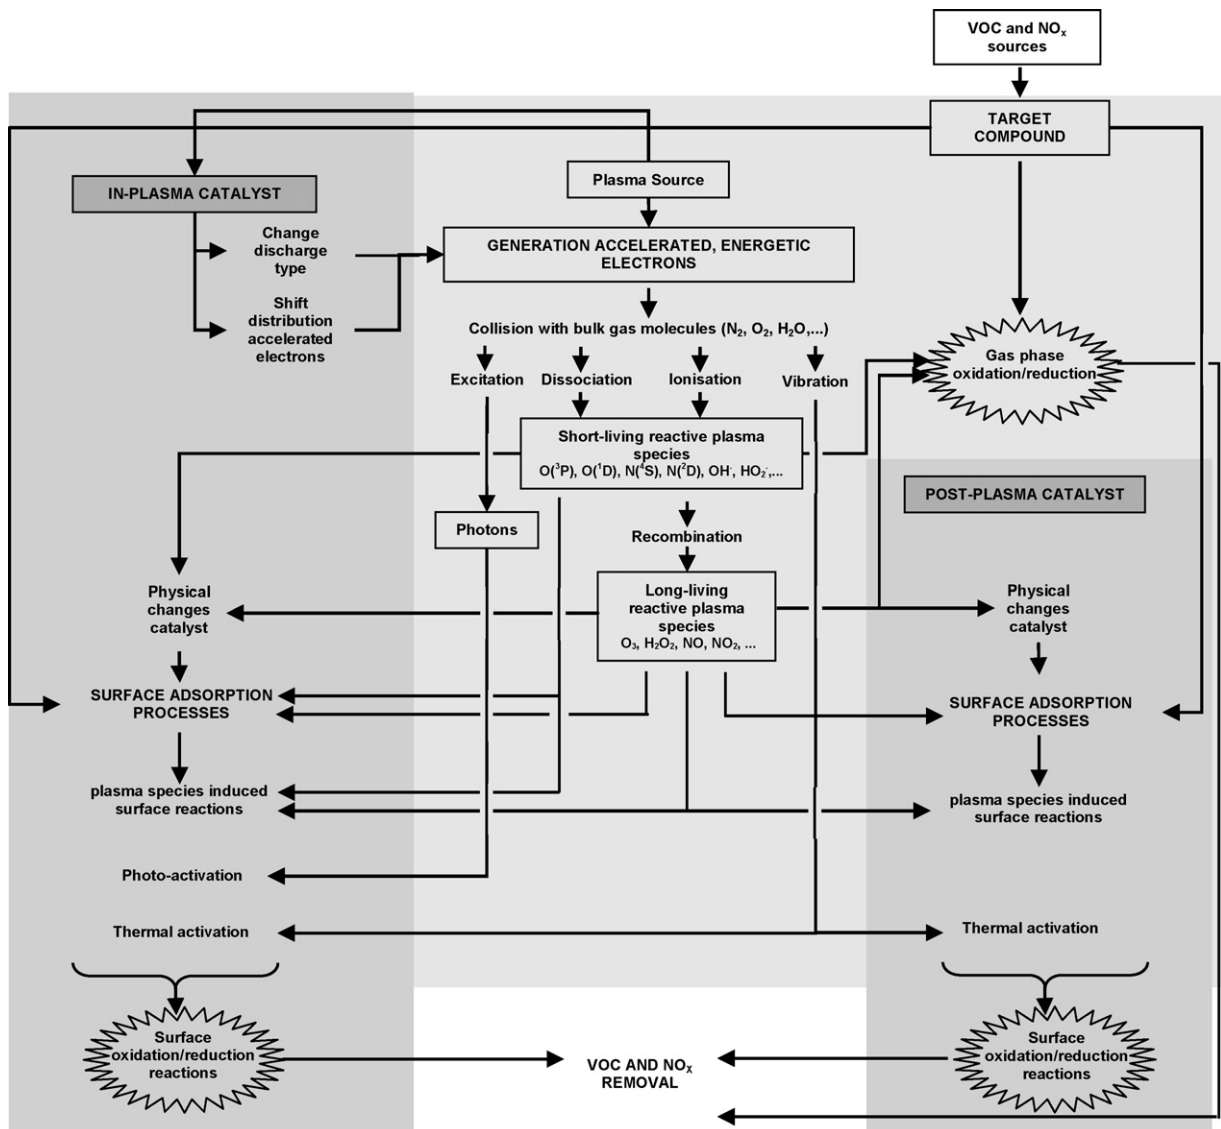 VOC and NOₓ
sources
TARGET
COMPOUND
Plasma Source
IN-PLASMA CATALYST
Change
discharge
type
GENERATION ACCELERATED, ENERGETIC
ELECTRONS
Shift
distribution
accelerated
electrons
Collision with bulk gas molecules (N₂, O₂, H₂O,...)
Excitation
Dissociation
Ionisation
Vibration
Gas phase
oxidation/reduction
Short-living reactive plasma
species
O(³P), O(¹D), N(⁴S), N(²D), OH·, HO₂·,...
POST-PLASMA CATALYST
Photons
Recombination
Physical
changes
catalyst
Long-living
reactive plasma
species
O₃, H₂O₂, NO, NO₂, ...
Physical
changes
catalyst
SURFACE ADSORPTION
PROCESSES
SURFACE ADSORPTION
PROCESSES
plasma species induced
surface reactions
plasma species induced
surface reactions
Photo-activation
Thermal activation
Thermal activation
Surface
oxidation/reduction
reactions
VOC AND NOₓ
REMOVAL
Surface
oxidation/reduction
reactions